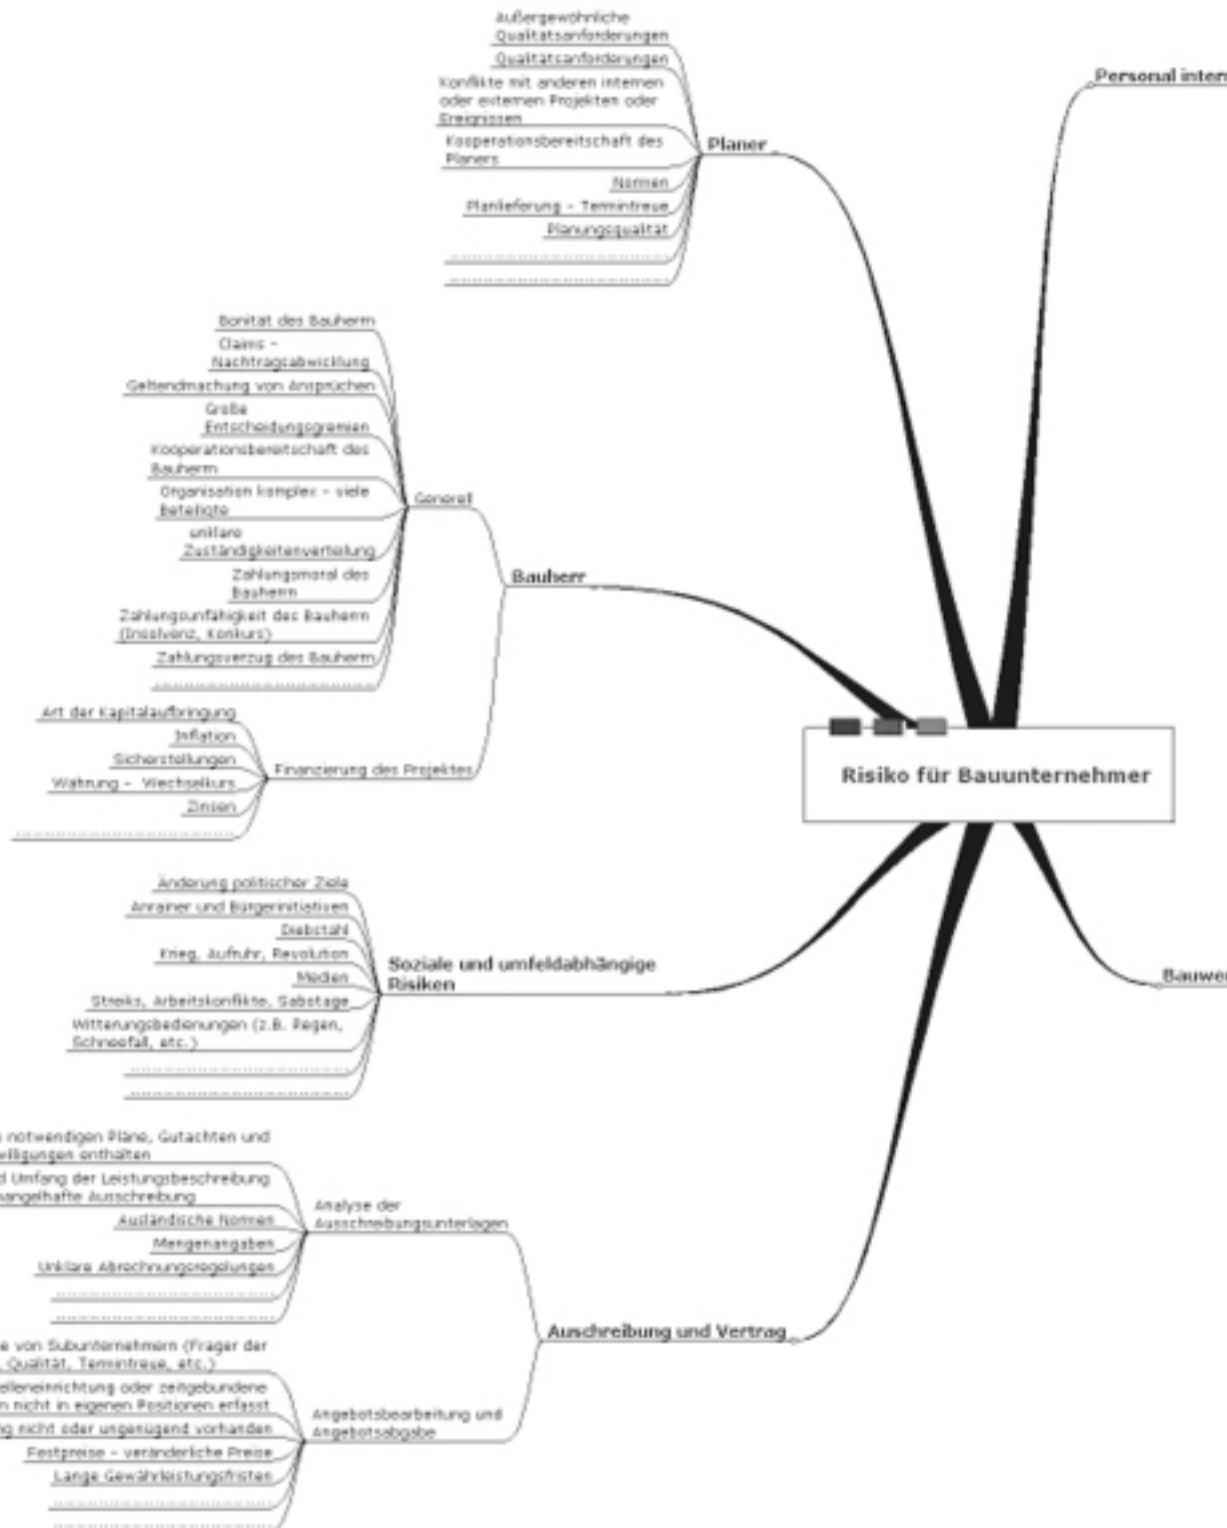 Außergewöhnliche
Qualitätsanforderungen
Qualitätsanforderungen
Konflikte mit anderen internen
oder externen Projekten oder
Ereignissen
Kooperationsbereitschaft des
Planers
Normen
Planlieferung - Termintreue
Planungsqualität
Planer
Personal intern
Bonität des Bauherrn
Claims -
Nachtragsabwicklung
Geltendmachung von Ansprüchen
Große
Entscheidungsgremien
Kooperationsbereitschaft des
Bauherrn
Organisation komplex - viele
Beteiligte
unklare
Zuständigkeitenverteilung
Zahlungsmoral des
Bauherrn
Zahlungsunfähigkeit des Bauherrn
(Insolvenz, Konkurs)
Zahlungsverzug des Bauherrn
Generell
Bauherr
Art der Kapitalaufbringung
Inflation
Sicherstellungen
Währung - Wechselkurs
Zinsen
Finanzierung des Projektes
Risiko für Bauunternehmer
Änderung politischer Ziele
Anrainer und Bürgerinitiativen
Diebstahl
Krieg, Aufruhr, Revolution
Medien
Streiks, Arbeitskonflikte, Sabotage
Witterungsbedienungen (z.B. Regen,
Schneefall, etc.)
Soziale und umfeldabhängige
Risiken
Bauwer
notwendigen Pläne, Gutachten und
willigungen enthalten
d Umfang der Leistungsbeschreibung
mangelhafte Ausschreibung
Ausländische Normen
Mengenangaben
Unklare Abrechnungsregelungen
Analyse der
Ausschreibungsunterlagen
Auschreibung und Vertrag
e von Subunternehmern (Frager der
, Qualität, Termintreue, etc.)
elleneinrichtung oder zeitgebundene
n nicht in eigenen Positionen erfasst
ng nicht oder ungenügend vorhanden
Festpreise - veränderliche Preise
Lange Gewährleistungsfristen
Angebotsbearbeitung und
Angebotsabgabe